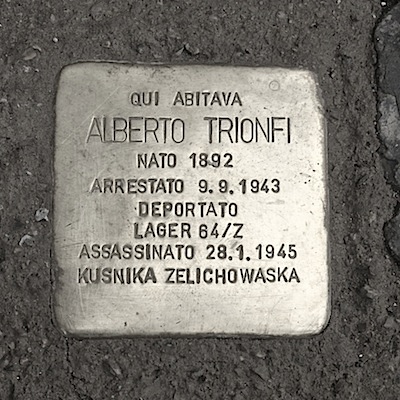 QUI ABITAVA
ALBERTO TRIONFI
NATO 1892
ARRESTATO 9.9.1943
DEPORTATO
LAGER 64/Z
ASSASSINATO 28.1.1945
KUSNIKA ZELICHOWASKA